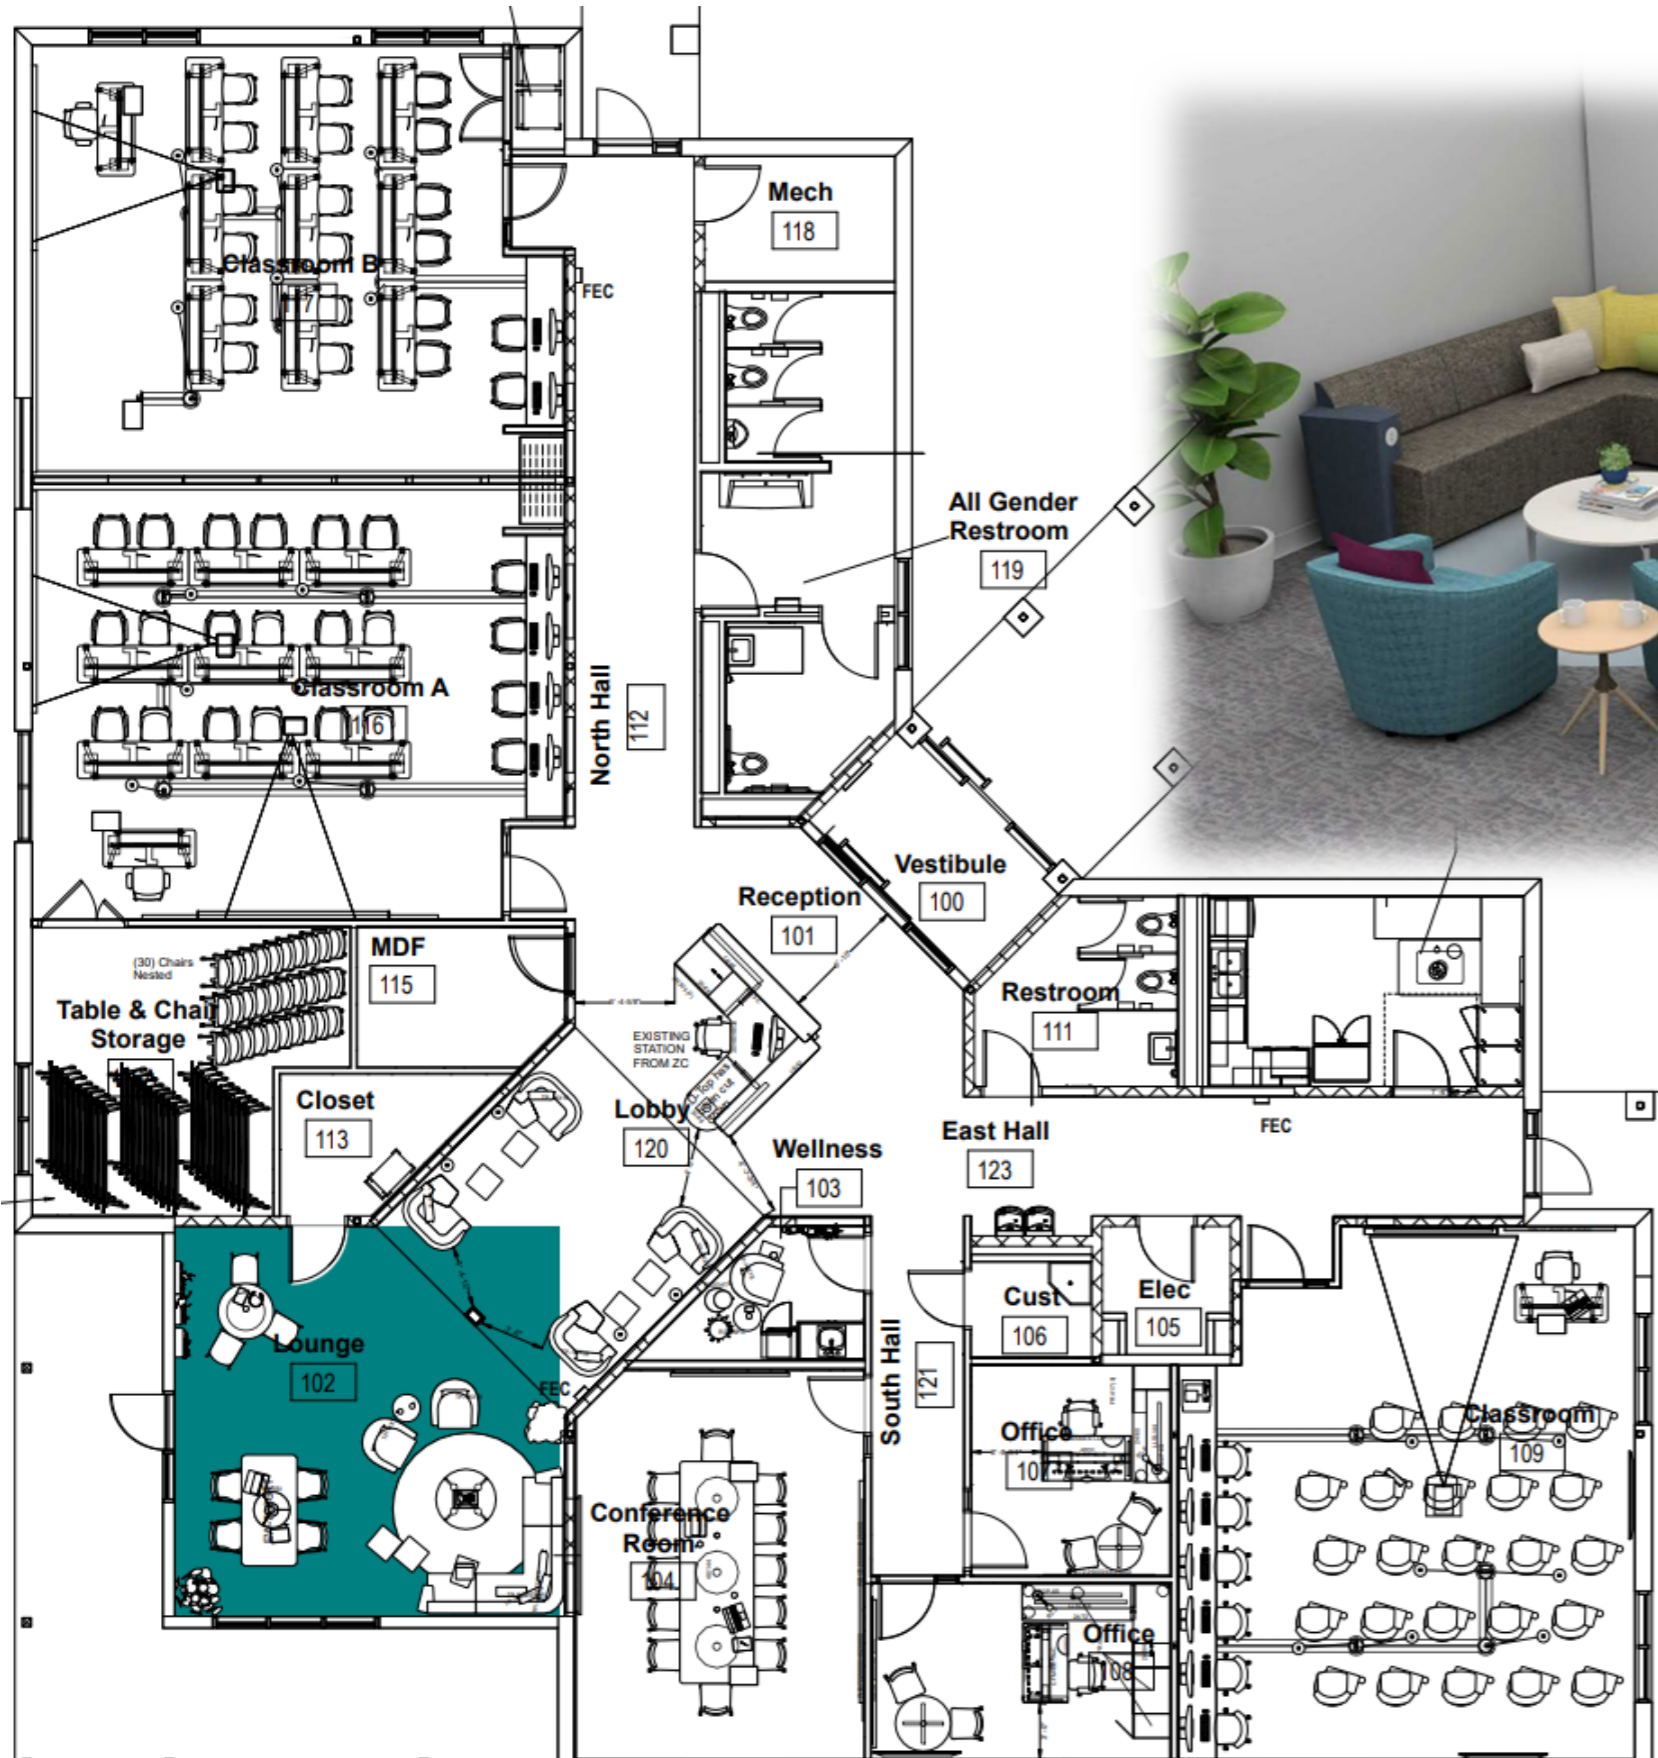 Mech
118
Classroom B
117
FEC
All Gender
Restroom
119
Classroom A
116
North Hall
112
Vestibule
100
Reception
101
(30) Chairs
Nested
MDF
115
Table & Chair
Storage
Restroom
111
EXISTING
STATION
FROM ZC
Closet
113
Lobby
120
Wellness
103
East Hall
123
FEC
Cust
106
Elec
105
Lounge
102
FEC
South Hall
121
Office
107
Classroom
109
Conference
Room
104
Office
108